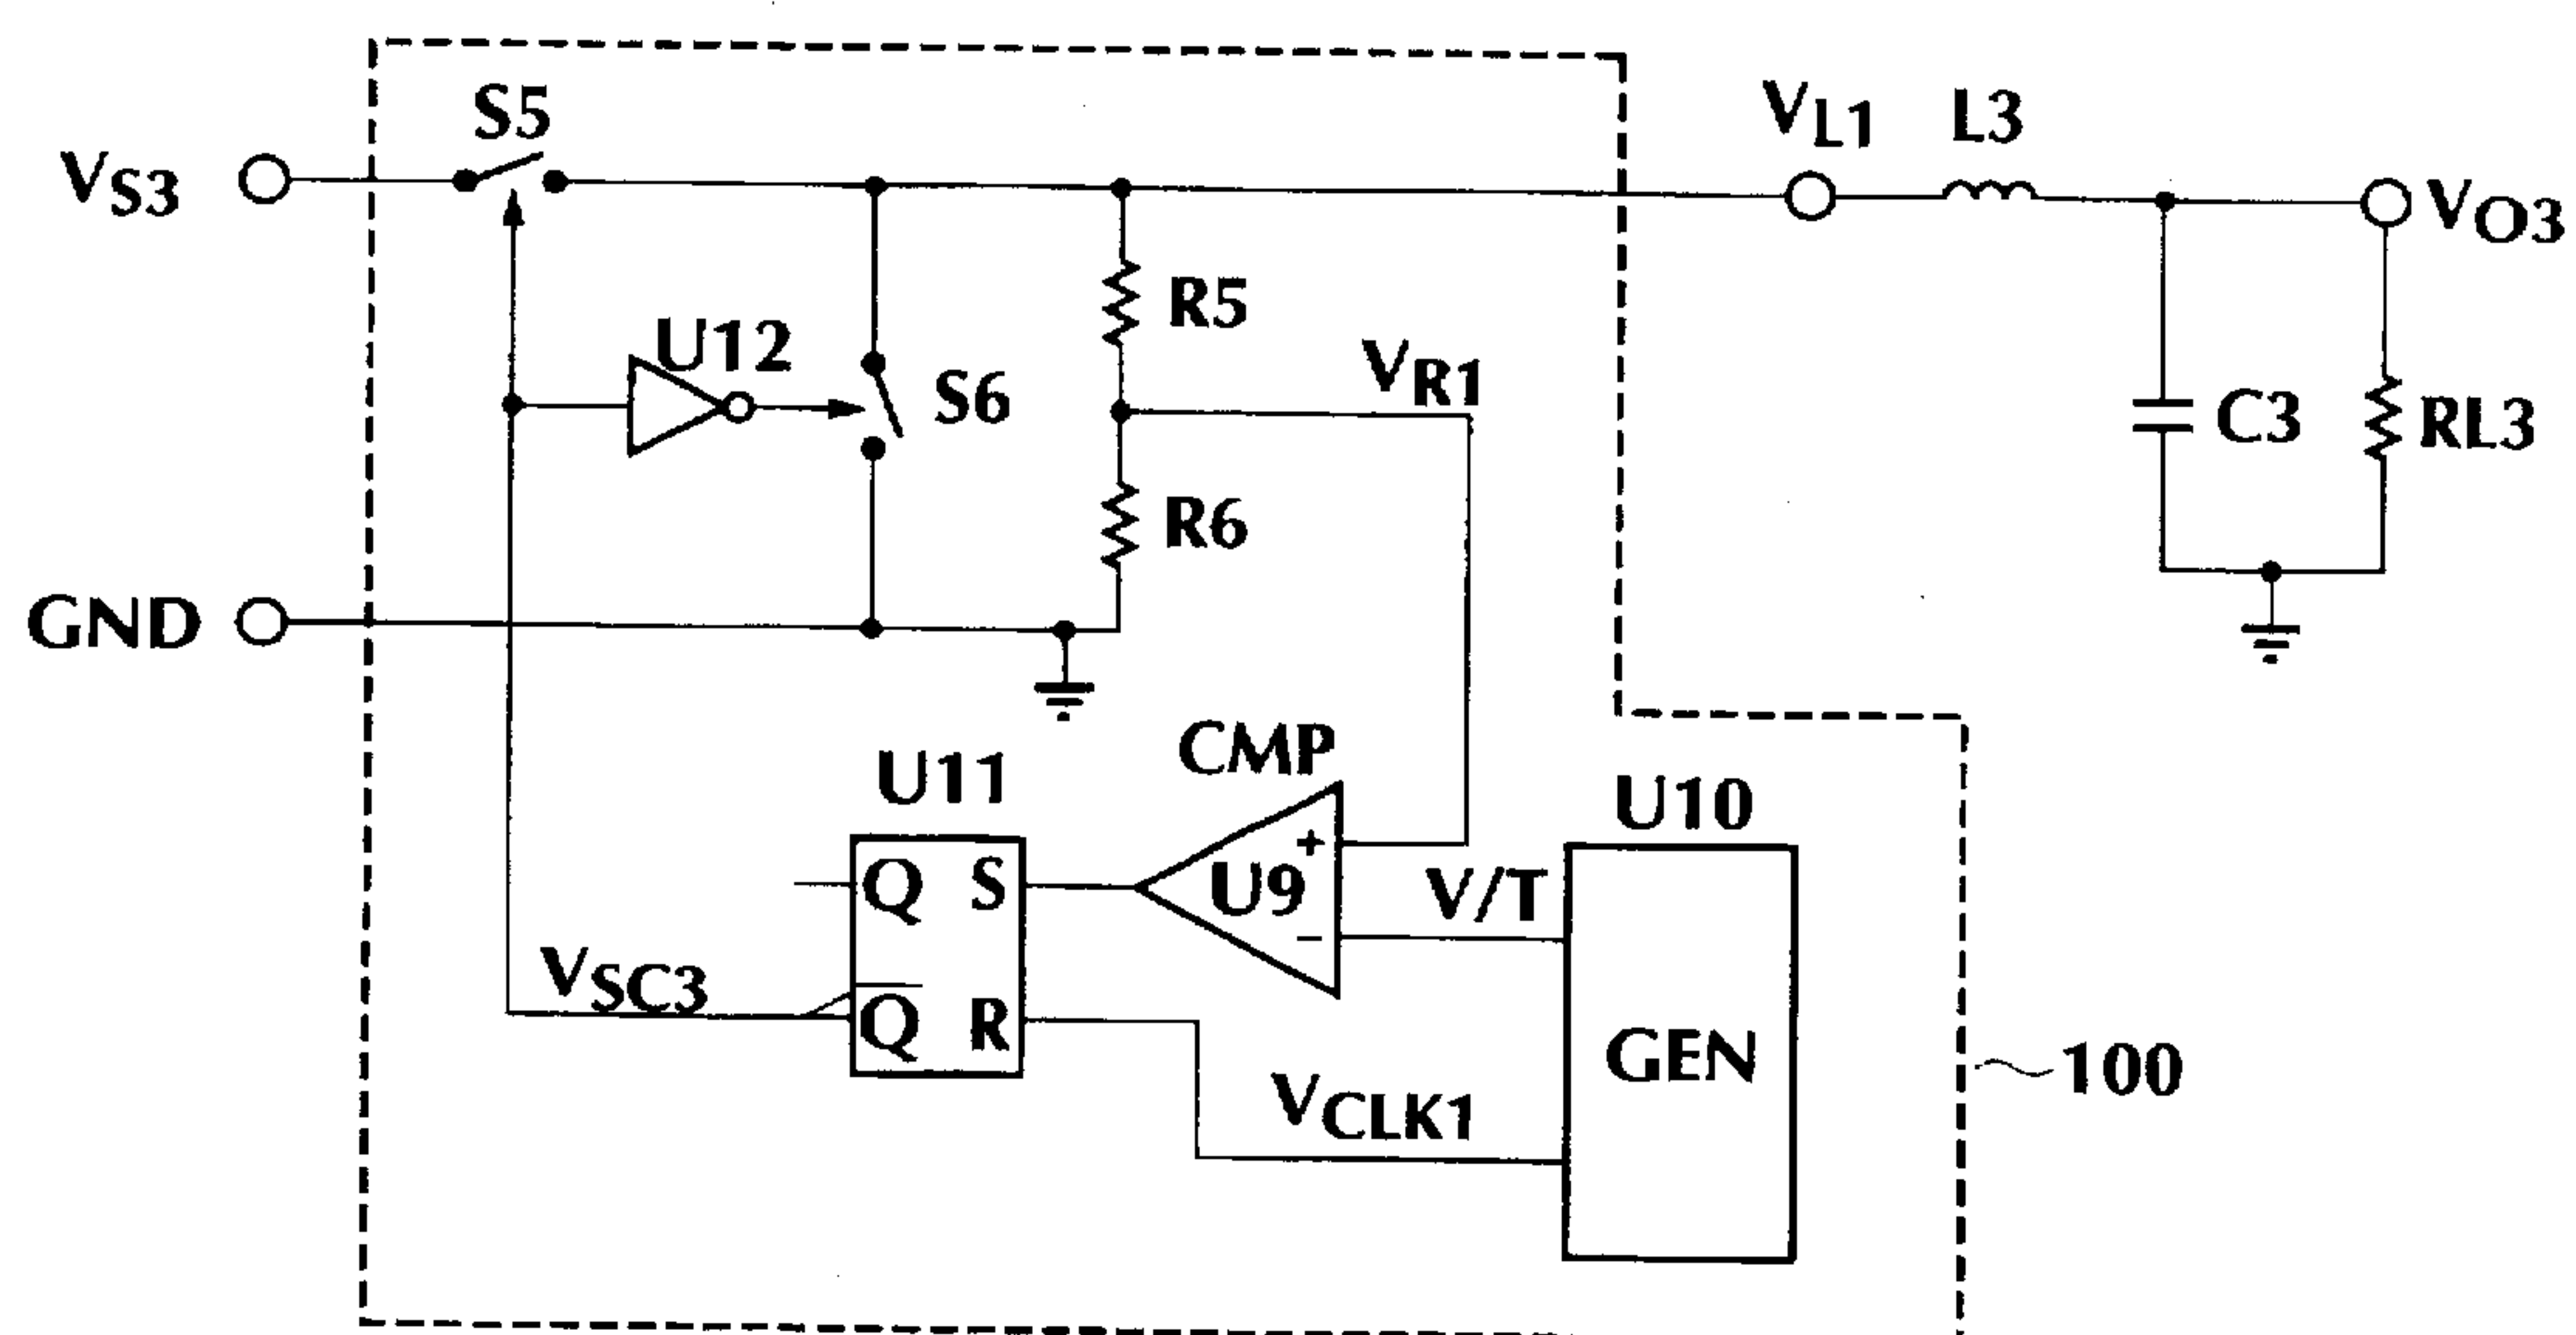 S5
VS3
VL1
L3
VO3
R5
U12
VR1
S6
C3
RL3
R6
GND
CMP
U11
U10
+
Q S
U9
V/T
−
VSC3
Q̅ R
GEN
100
VCLK1